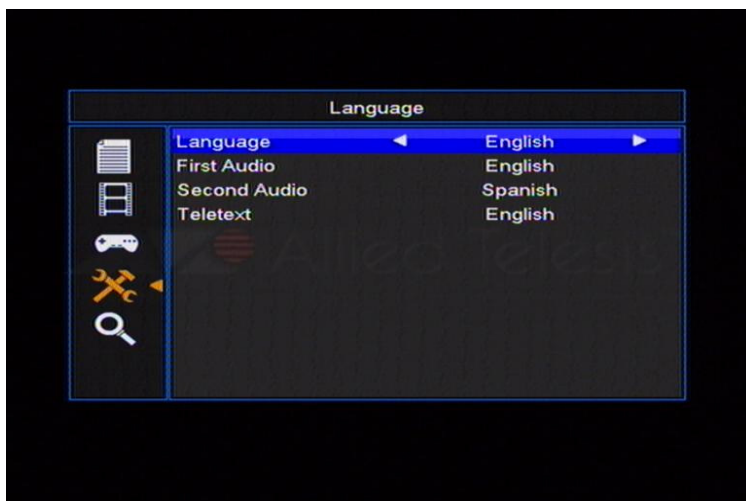 Language
Language English
First Audio English
Second Audio Spanish
Teletext English
Allied Telesis